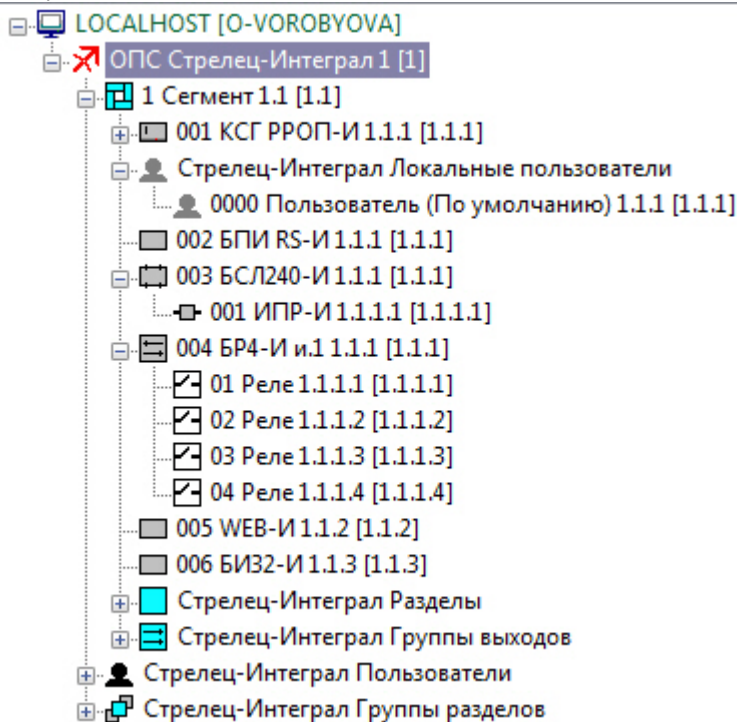 LOCALHOST [O-VOROBYOVA]
ОПС Стрелец-Интеграл 1 [1]
1 Сегмент 1.1 [1.1]
001 КСГ РРОП-И 1.1.1 [1.1.1]
Стрелец-Интеграл Локальные пользователи
0000 Пользователь (По умолчанию) 1.1.1 [1.1.1]
002 БПИ RS-И 1.1.1 [1.1.1]
003 БСЛ240-И 1.1.1 [1.1.1]
001 ИПР-И 1.1.1.1 [1.1.1.1]
004 БР4-И и.1 1.1.1 [1.1.1]
01 Реле 1.1.1.1 [1.1.1.1]
02 Реле 1.1.1.2 [1.1.1.2]
03 Реле 1.1.1.3 [1.1.1.3]
04 Реле 1.1.1.4 [1.1.1.4]
005 WEB-И 1.1.2 [1.1.2]
006 БИ32-И 1.1.3 [1.1.3]
Стрелец-Интеграл Разделы
Стрелец-Интеграл Группы выходов
Стрелец-Интеграл Пользователи
Стрелец-Интеграл Группы разделов